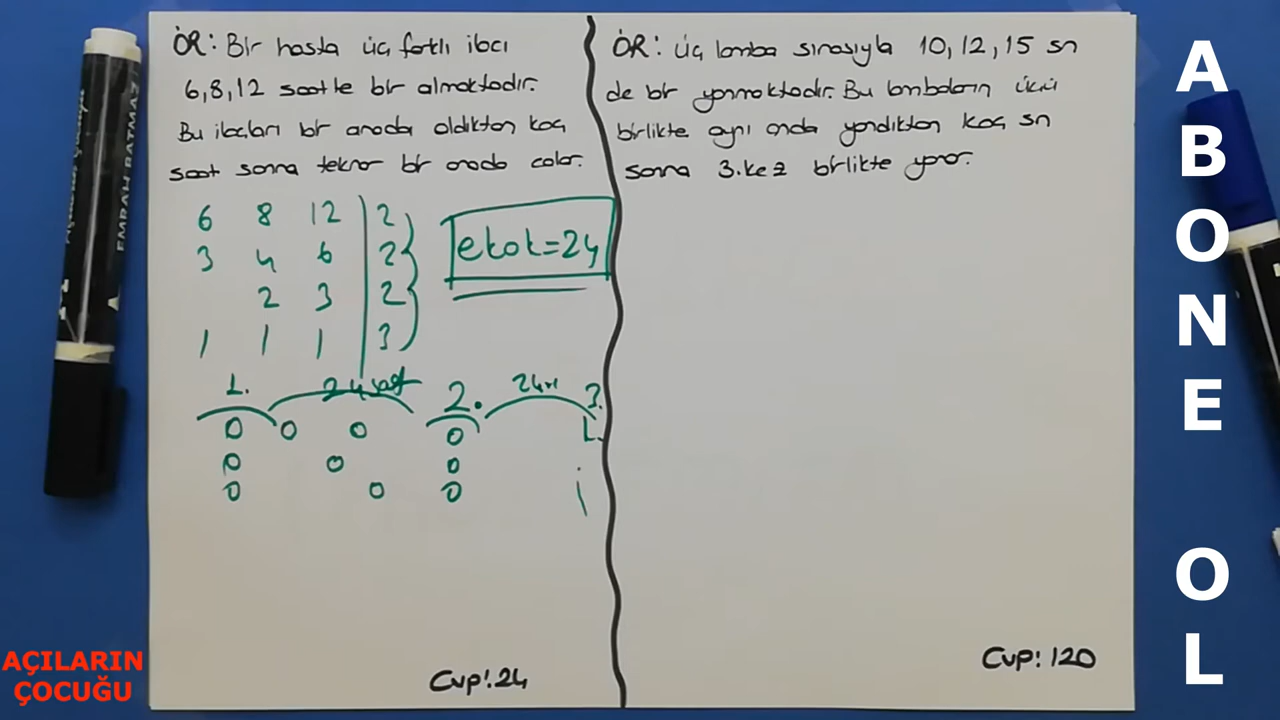 ÖR: Bir hasta üç farklı ilacı
6,8,12 saatte bir almaktadır.
Bu ilaçları bir arada aldıktan kaç
saat sonra tekrar bir arada alır.
6 8 12 2
3 4 6 2
2 3 2
1 1 1 3
ekok=24
1. 24 saat 2. 24 3.
Cvp: 24
ÖR: Üç lamba sırasıyla 10, 12, 15 sn
de bir yanmaktadır. Bu lambaların üçü
birlikte aynı anda yandıktan kaç sn
sonra 3. kez birlikte yanar.
Cvp: 120
ABONE
OL
AÇILARIN
ÇOCUĞU